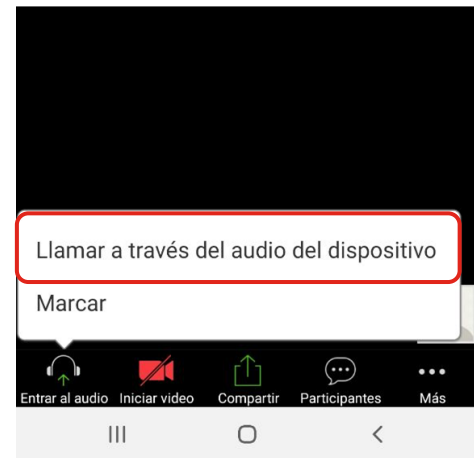 Llamar a través del audio del dispositivo
Marcar
Entrar al audio Iniciar video Compartir Participantes Más